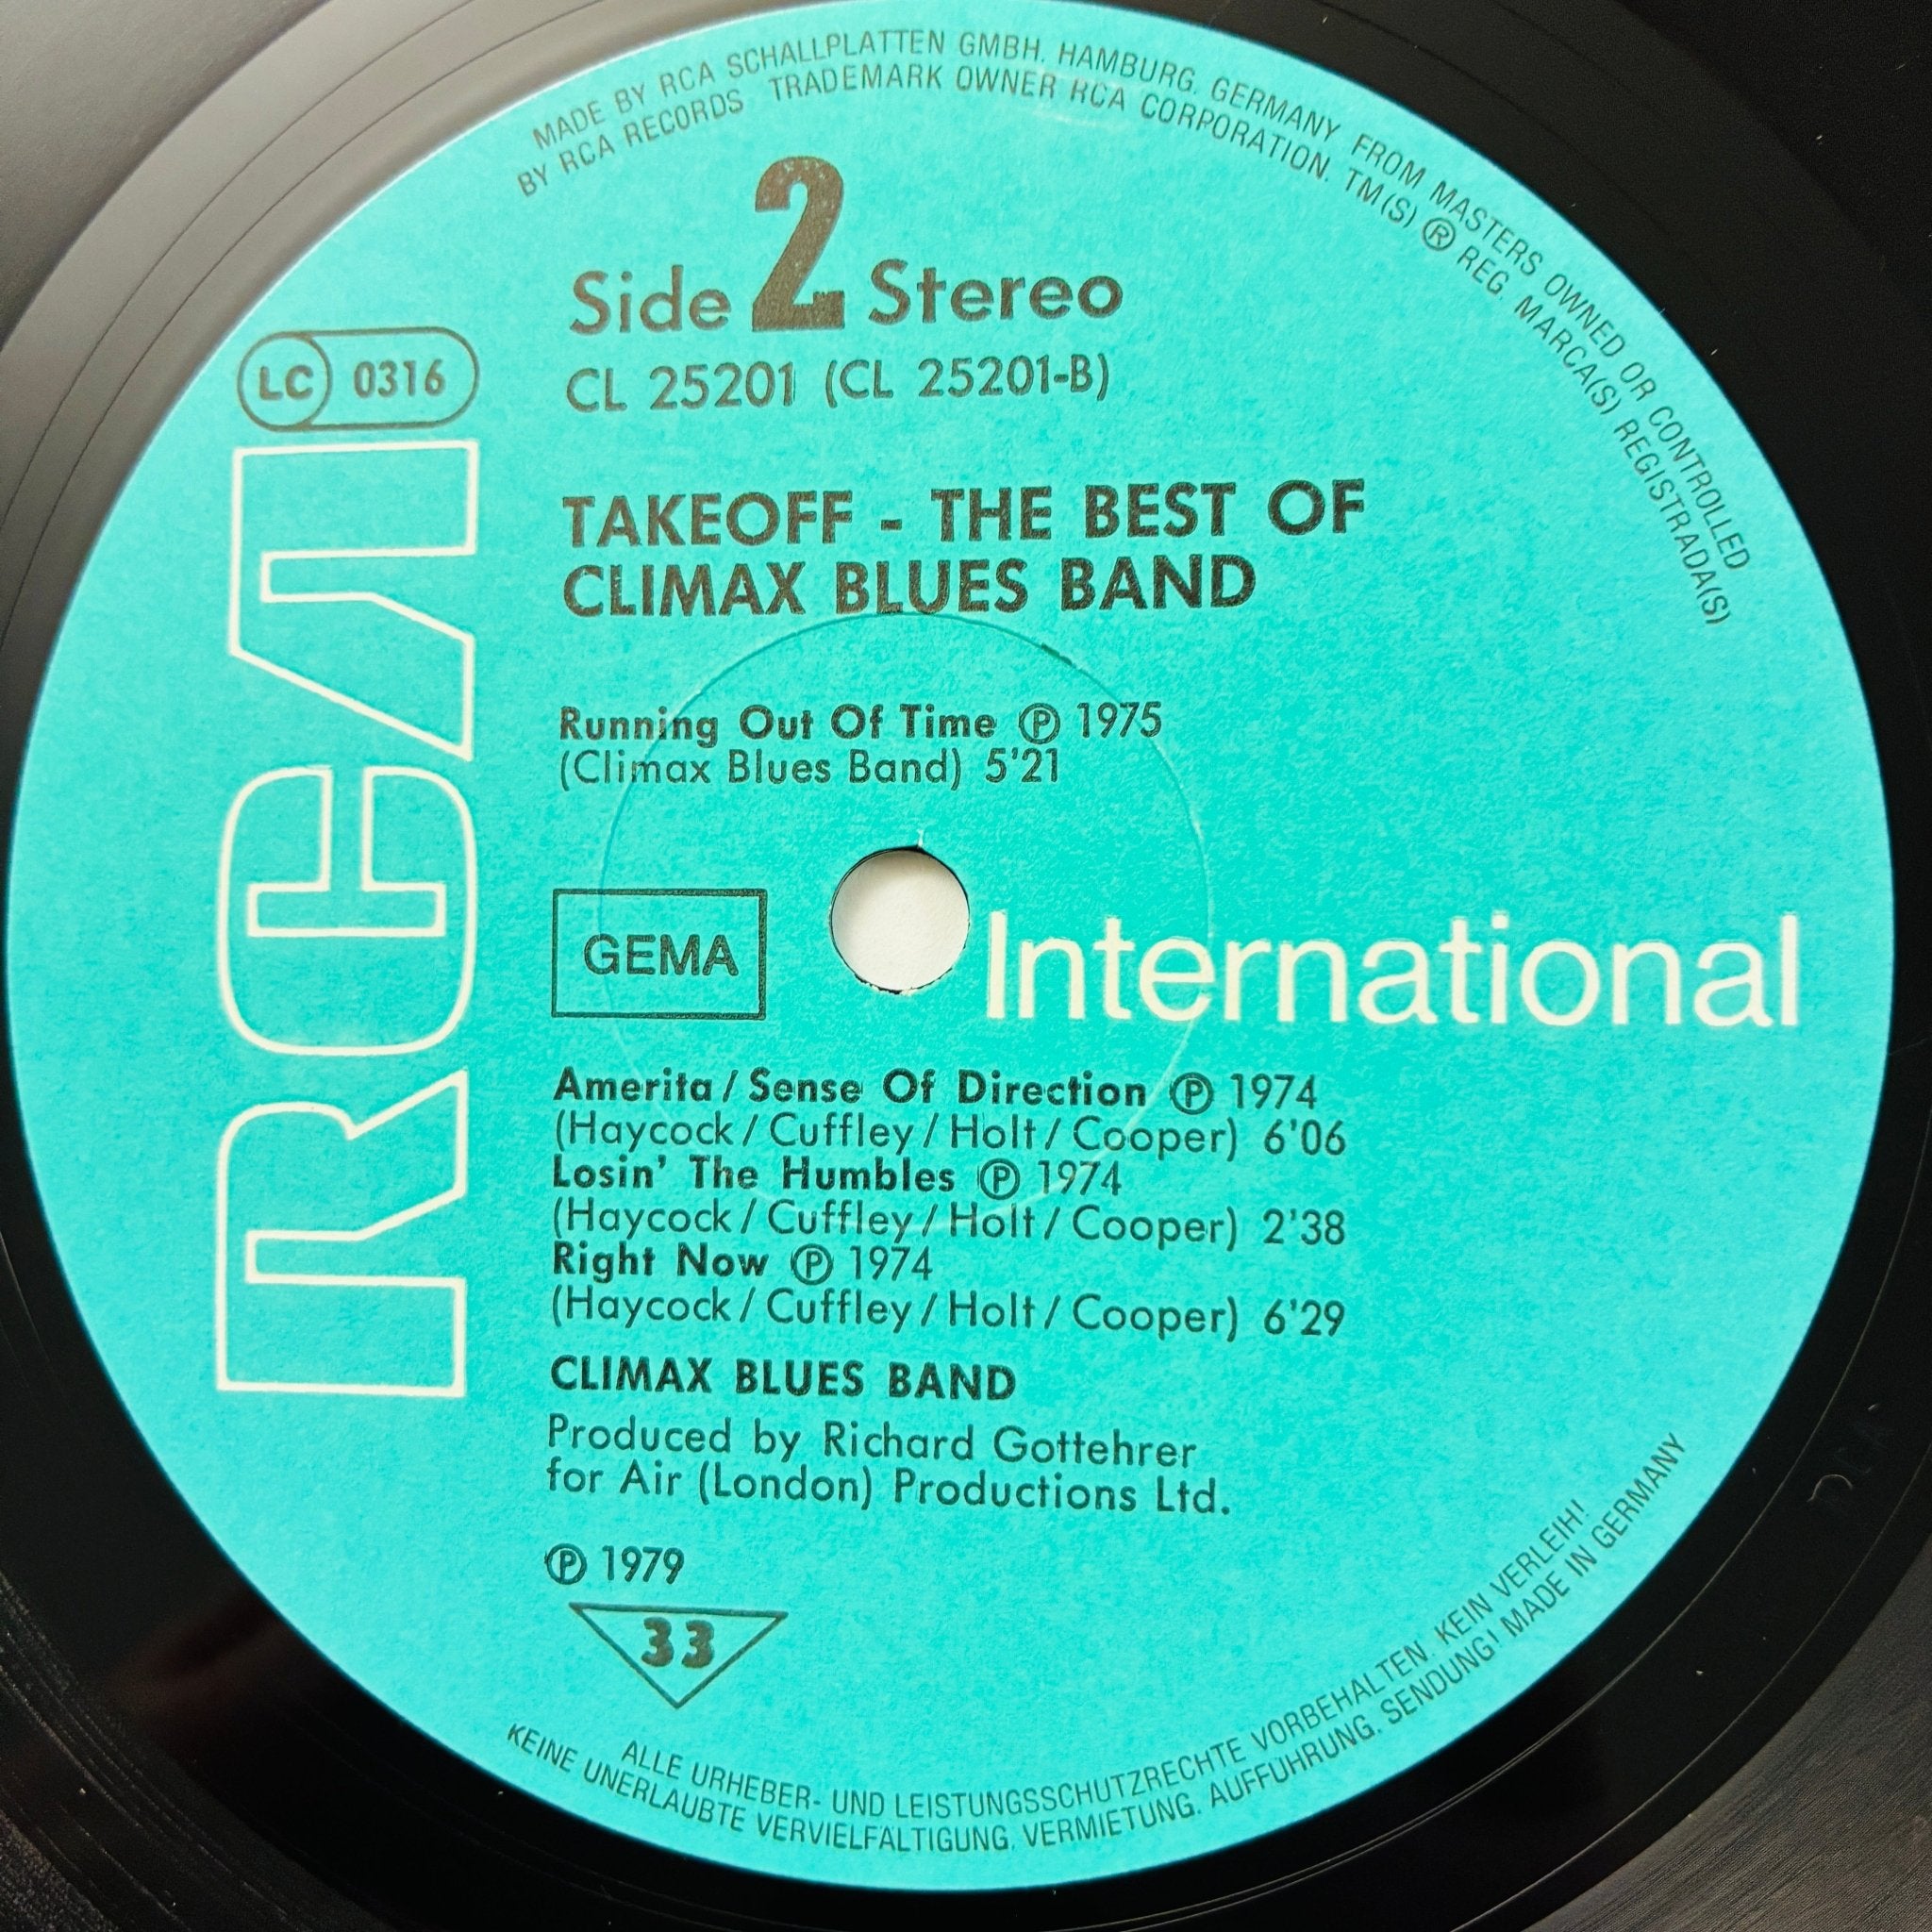 MADE BY RCA SCHALLPLATTEN GMBH. HAMBURG. GERMANY FROM MASTERS OWNED OR CONTROLLED
BY RCA RECORDS TRADEMARK OWNER RCA CORPORATION. TM(S) ® REG. MARCA(S) REGISTRADA(S)
Side 2 Stereo
LC 0316
CL 25201 (CL 25201-B)
RCA
TAKEOFF - THE BEST OF
CLIMAX BLUES BAND
Running Out Of Time ℗ 1975
(Climax Blues Band) 5'21
GEMA
International
Amerita / Sense Of Direction ℗ 1974
(Haycock / Cuffley / Holt / Cooper) 6'06
Losin' The Humbles ℗ 1974
(Haycock / Cuffley / Holt / Cooper) 2'38
Right Now ℗ 1974
(Haycock / Cuffley / Holt / Cooper) 6'29
CLIMAX BLUES BAND
Produced by Richard Gottehrer
for Air (London) Productions Ltd.
℗ 1979
33
ALLE URHEBER- UND LEISTUNGSSCHUTZRECHTE VORBEHALTEN. KEIN VERLEIH!
KEINE UNERLAUBTE VERVIELFÄLTIGUNG. VERMIETUNG. AUFFÜHRUNG. SENDUNG! MADE IN GERMANY